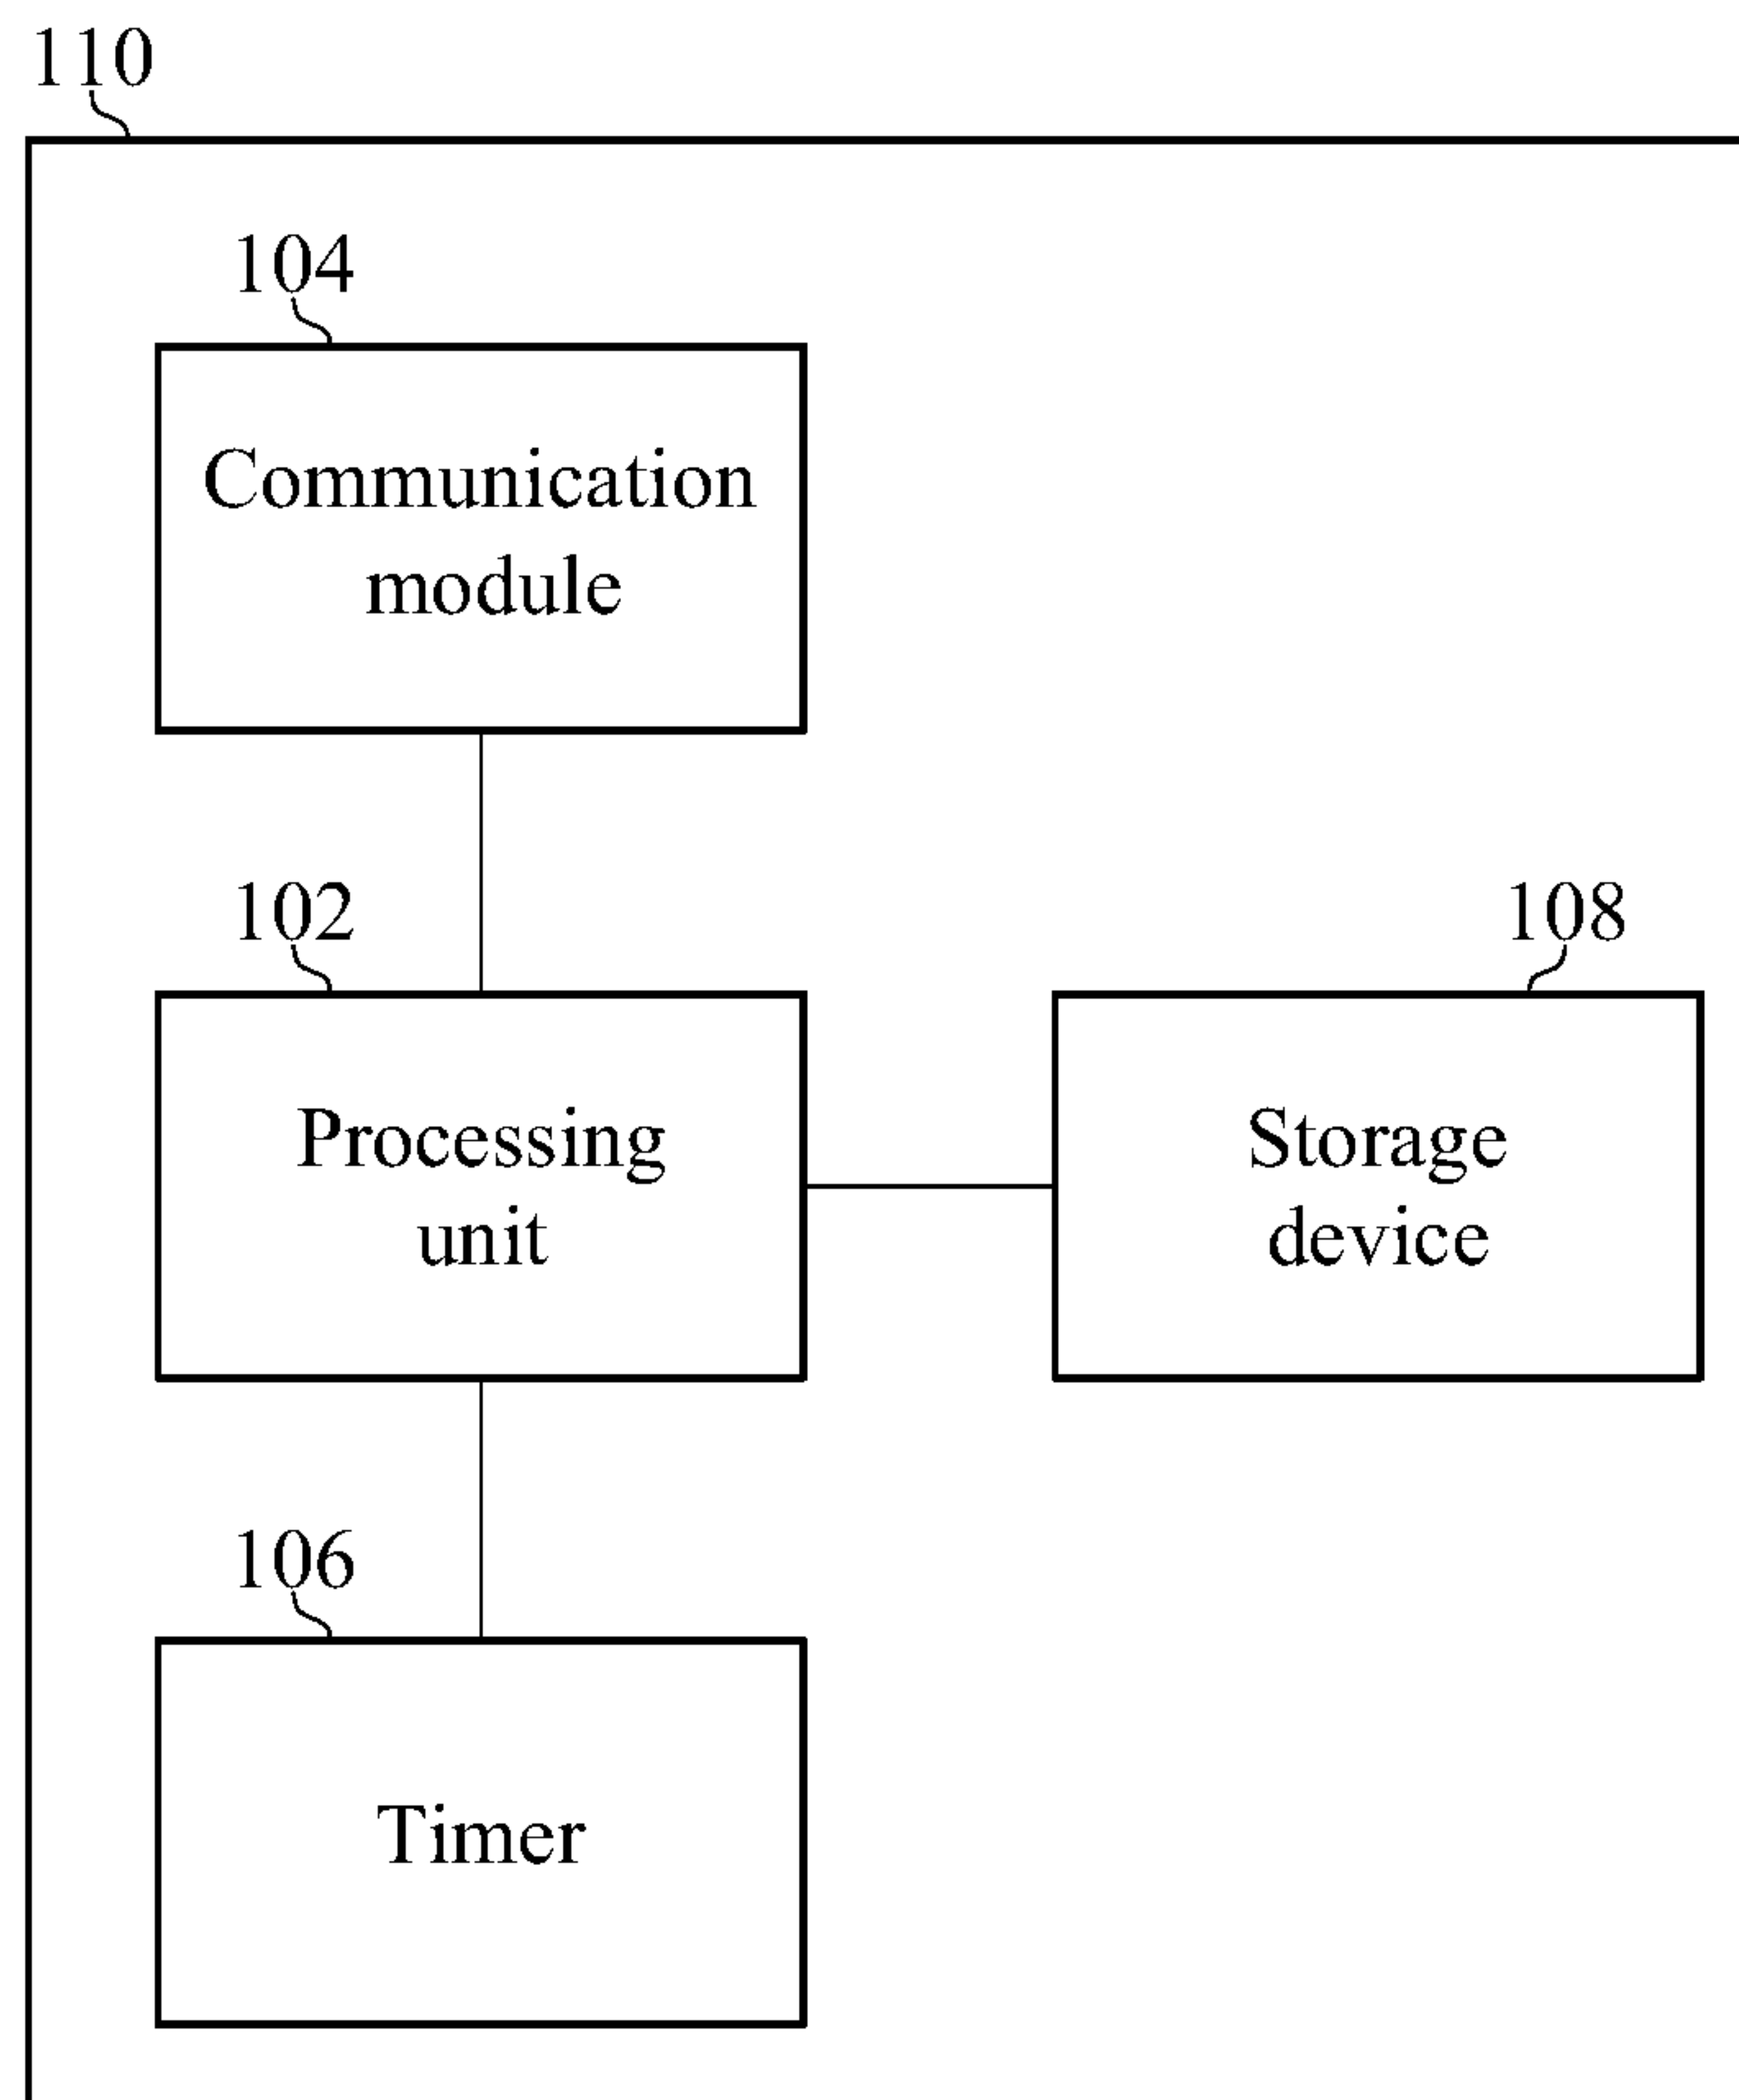 110
104
Communication
module
102
108
Processing
unit
Storage
device
106
Timer